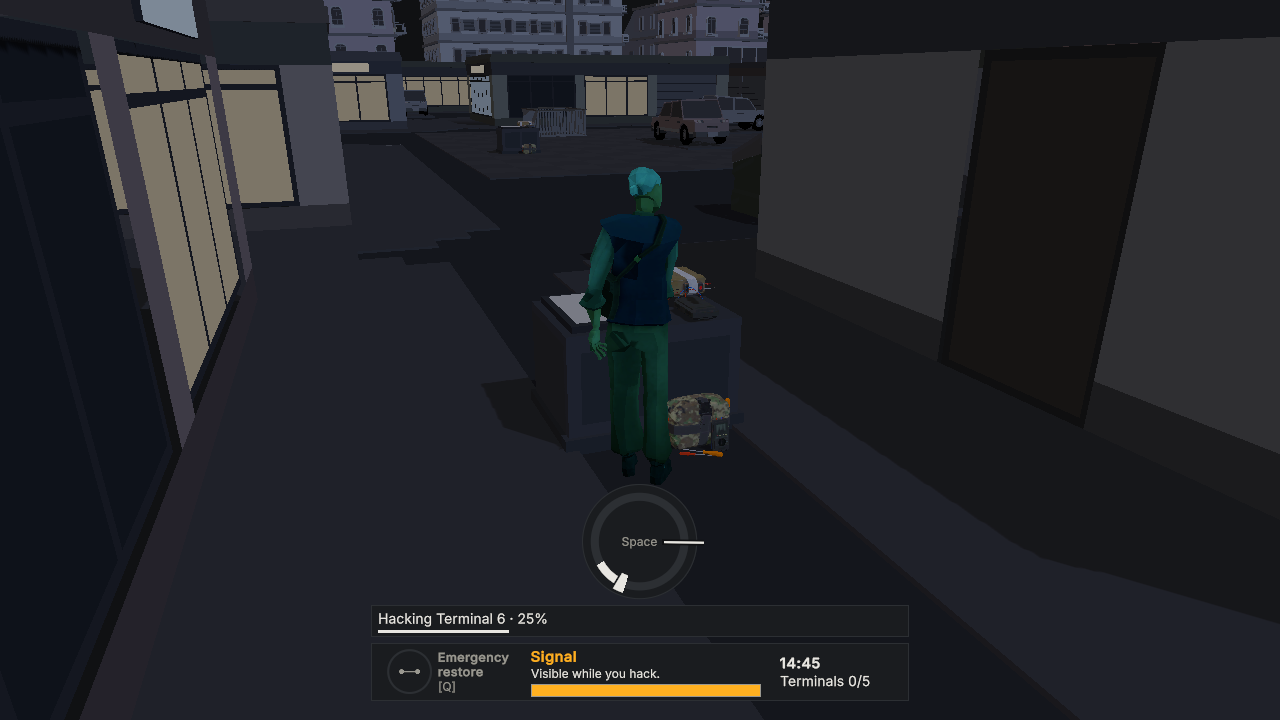 Space
Hacking Terminal 6 · 25%
Emergency
restore
[Q]
Signal
Visible while you hack.
14:45
Terminals 0/5